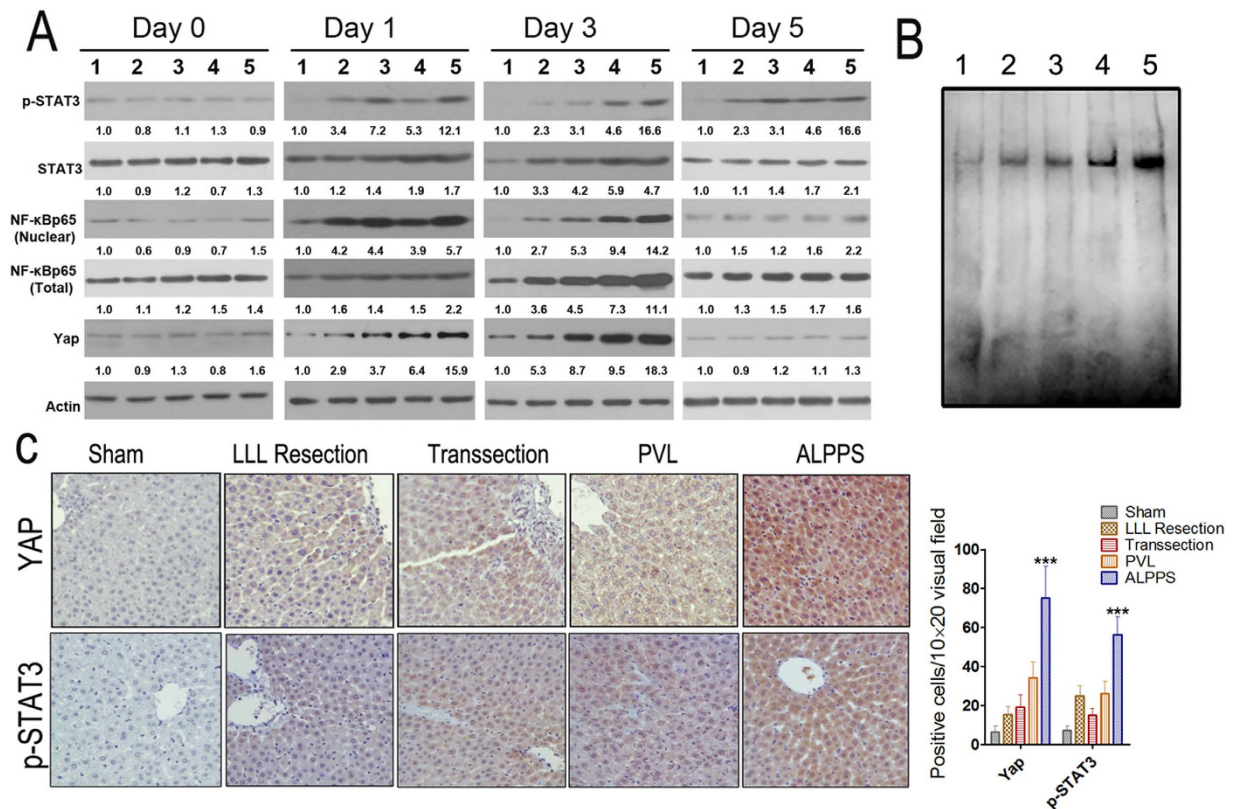 A
Day 0 Day 1 Day 3 Day 5
1 2 3 4 5 1 2 3 4 5 1 2 3 4 5 1 2 3 4 5
p-STAT3
1.0 0.8 1.1 1.3 0.9 1.0 3.4 7.2 5.3 12.1 1.0 2.3 3.1 4.6 16.6 1.0 2.3 3.1 4.6 16.6
STAT3
1.0 0.9 1.2 0.7 1.3 1.0 1.2 1.4 1.9 1.7 1.0 3.3 4.2 5.9 4.7 1.0 1.1 1.4 1.7 2.1
NF-κBp65
(Nuclear)
1.0 0.6 0.9 0.7 1.5 1.0 4.2 4.4 3.9 5.7 1.0 2.7 5.3 9.4 14.2 1.0 1.5 1.2 1.6 2.2
NF-κBp65
(Total)
1.0 1.1 1.2 1.5 1.4 1.0 1.6 1.4 1.5 2.2 1.0 3.6 4.5 7.3 11.1 1.0 1.3 1.5 1.7 1.6
Yap
1.0 0.9 1.3 0.8 1.6 1.0 2.9 3.7 6.4 15.9 1.0 5.3 8.7 9.5 18.3 1.0 0.9 1.2 1.1 1.3
Actin
B
1 2 3 4 5
C
Sham LLL Resection Transsection PVL ALPPS
YAP
p-STAT3
Sham
LLL Resection
Transsection
PVL
ALPPS
Positive cells/10×20 visual field
100
80
60
40
20
0
***
***
Yap
p-STAT3